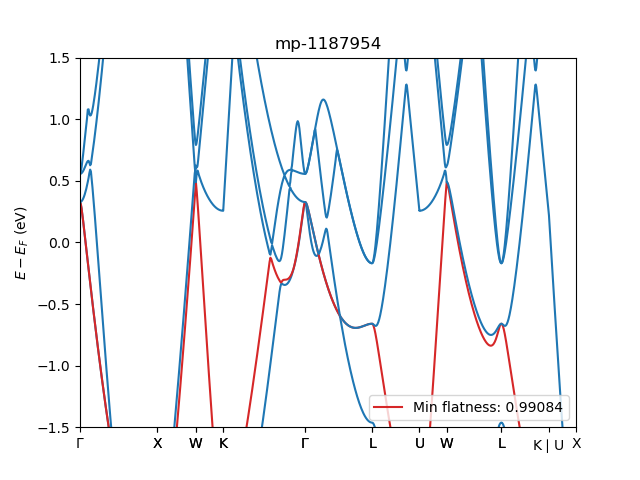 mp-1187954
E − E_F (eV)
1.5
1.0
0.5
0.0
−0.5
−1.0
−1.5
Min flatness: 0.99084
Γ X W K Γ L U W L K | U X